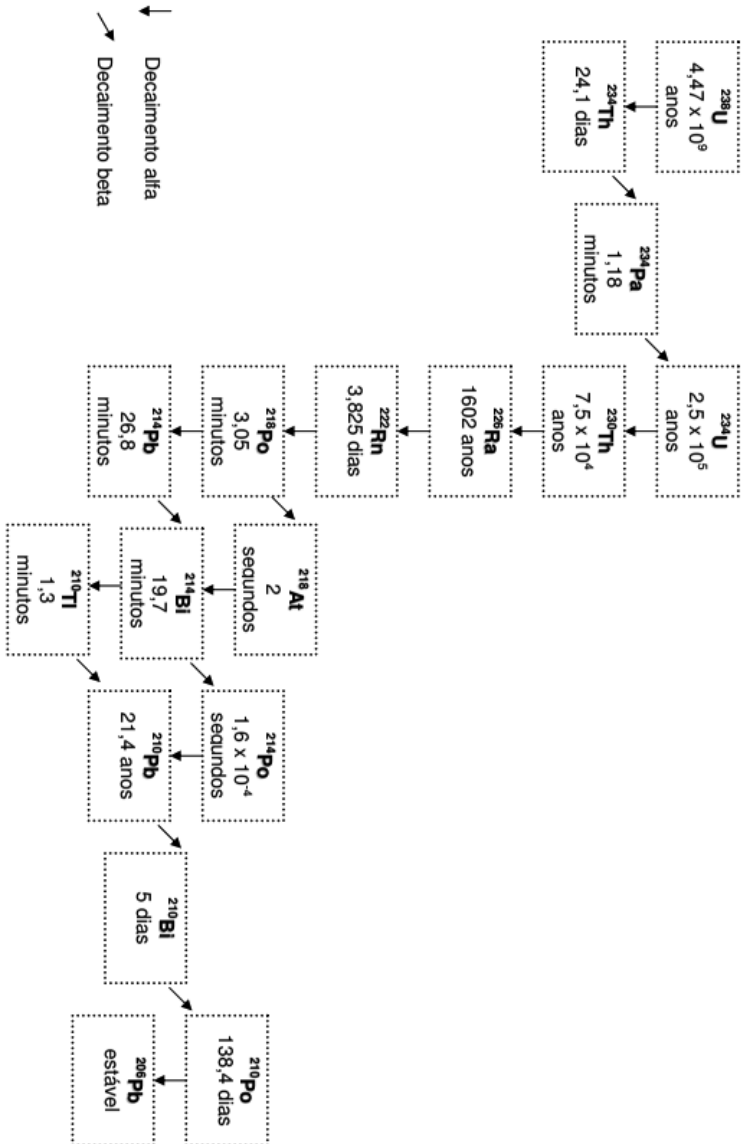 ²³⁸U
4,47 x 10⁹
anos
²³⁴Th
24,1 dias
²³⁴Pa
1,18
minutos
²³⁴U
2,5 x 10⁵
anos
²³⁰Th
7,5 x 10⁴
anos
²²⁶Ra
1602 anos
²²²Rn
3,825 dias
²¹⁸Po
3,05
minutos
²¹⁴Pb
26,8
minutos
²¹⁸At
2
segundos
²¹⁴Bi
19,7
minutos
²¹⁰Tl
1,3
minutos
²¹⁴Po
1,6 x 10⁻⁴
segundos
²¹⁰Pb
21,4 anos
²¹⁰Bi
5 dias
²¹⁰Po
138,4 dias
²⁰⁶Pb
estável
Decaimento alfa
Decaimento beta